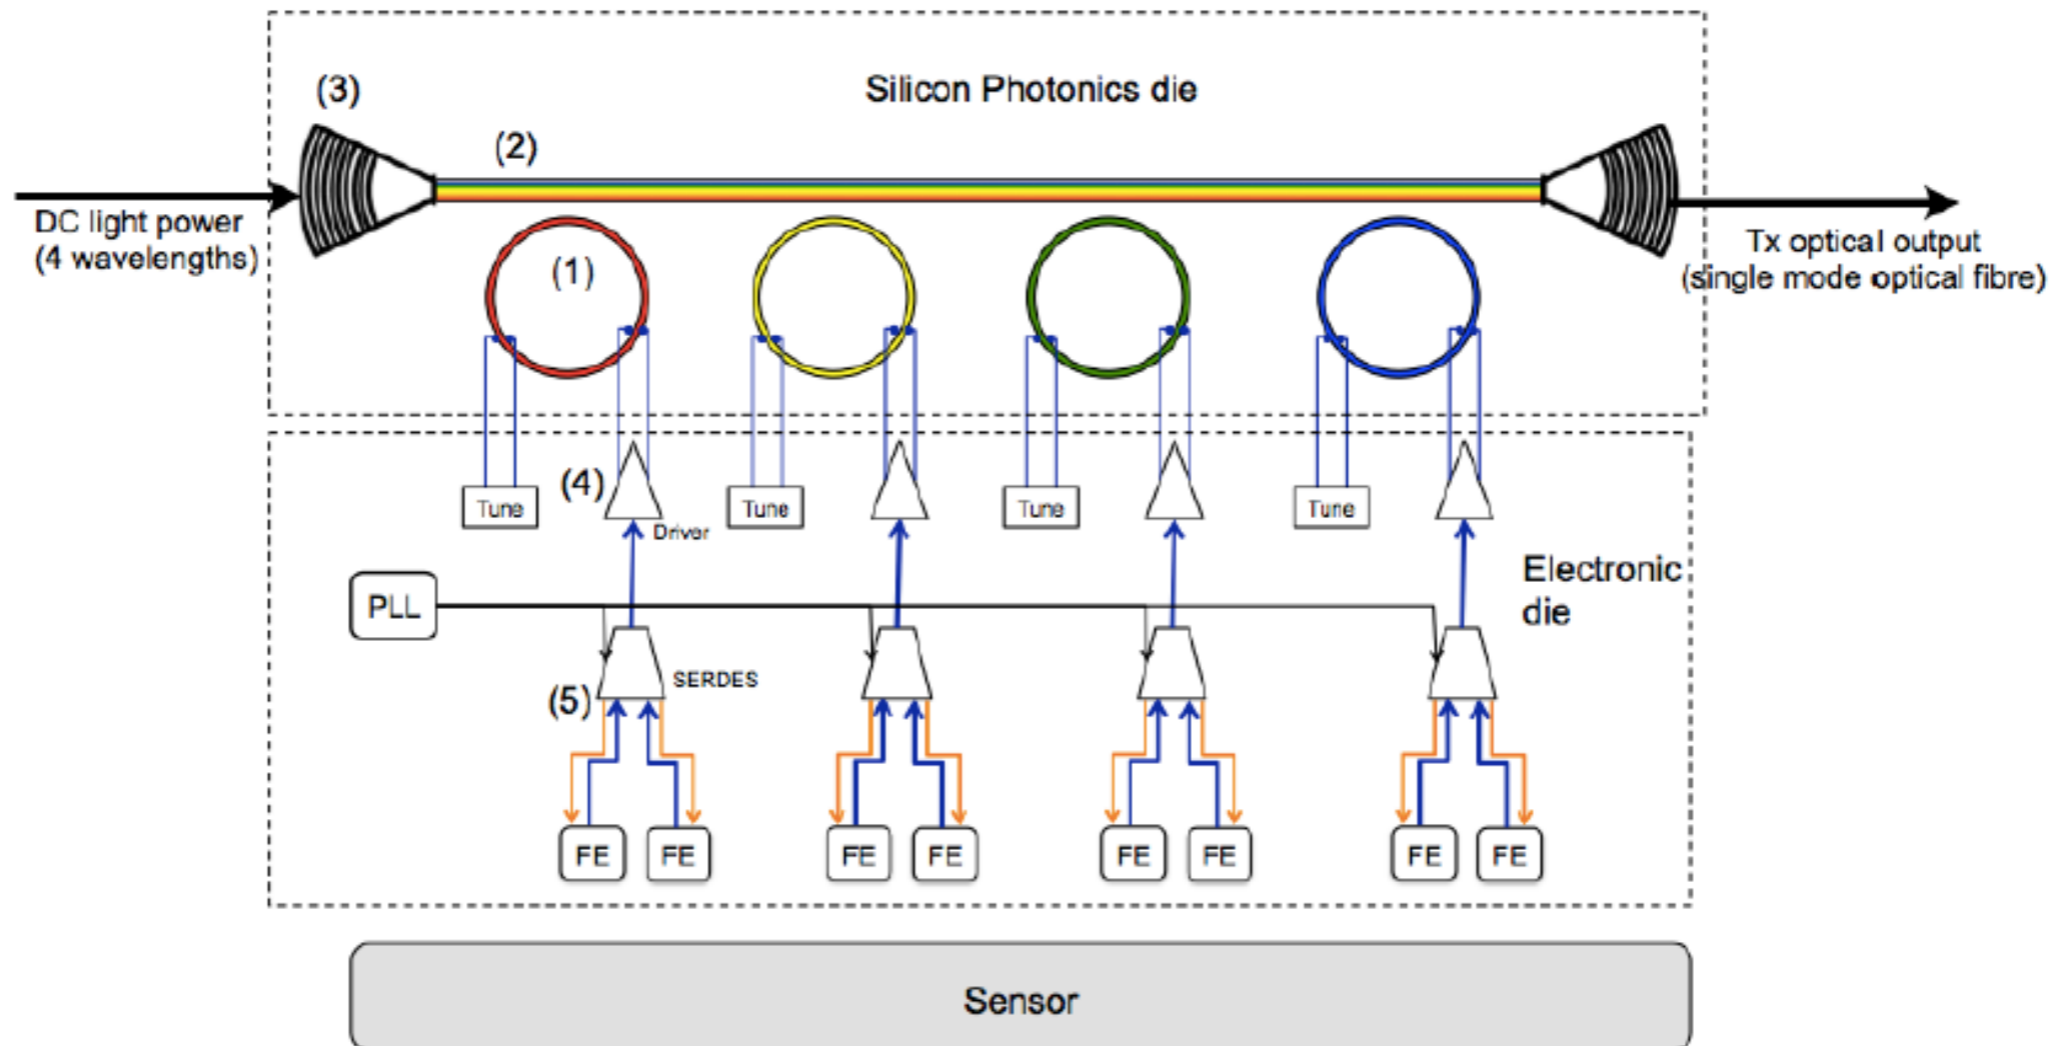 (3)
Silicon Photonics die
(2)
DC light power
(4 wavelengths)
(1)
Tx optical output
(single mode optical fibre)
(4)
Tune
Driver
Tune
Tune
Tune
Electronic
die
PLL
SERDES
(5)
FE
FE
FE
FE
FE
FE
FE
FE
Sensor